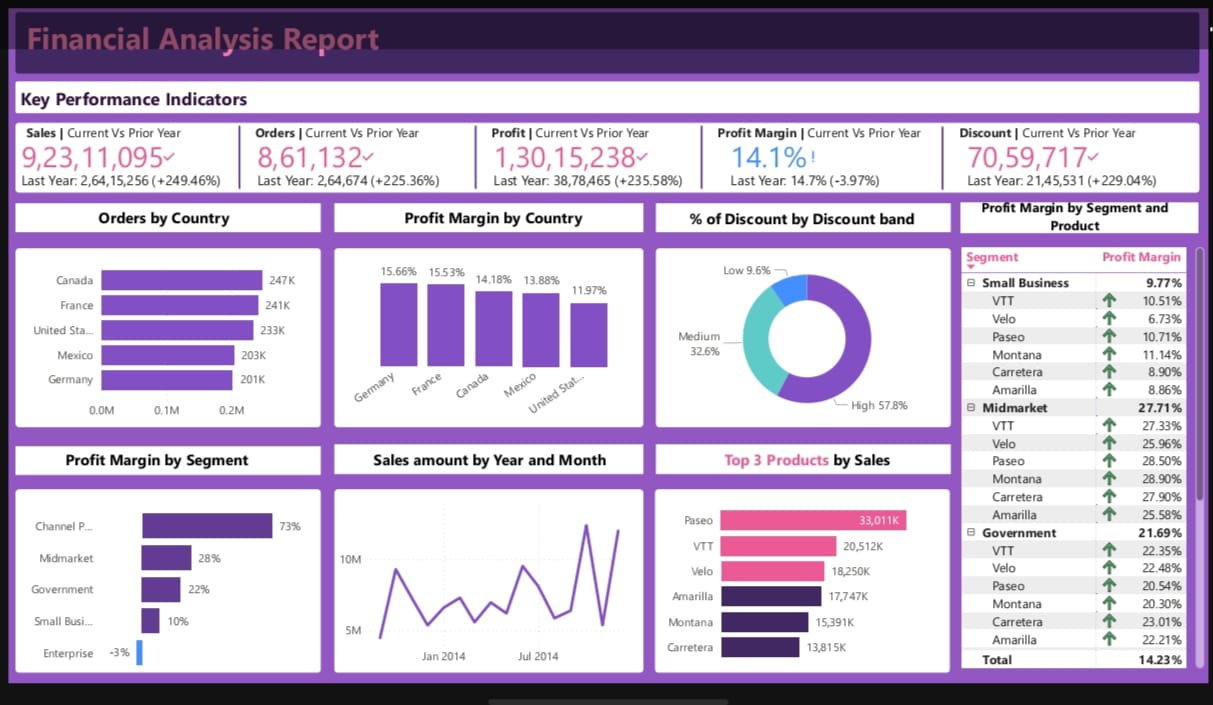 Financial Analysis Report
Key Performance Indicators
Sales | Current Vs Prior Year
9,23,11,095
Last Year: 2,64,15,256 (+249.46%)
Orders | Current Vs Prior Year
8,61,132
Last Year: 2,64,674 (+225.36%)
Profit | Current Vs Prior Year
1,30,15,238
Last Year: 38,78,465 (+235.58%)
Profit Margin | Current Vs Prior Year
14.1%!
Last Year: 14.7% (-3.97%)
Discount | Current Vs Prior Year
70,59,717
Last Year: 21,45,531 (+229.04%)
Orders by Country
Canada 247K
France 241K
United Sta... 233K
Mexico 203K
Germany 201K
0.0M 0.1M 0.2M
Profit Margin by Country
15.66% 15.53% 14.18% 13.88% 11.97%
Germany France Canada Mexico United Stat...
% of Discount by Discount band
Low 9.6%
Medium
32.6%
High 57.8%
Profit Margin by Segment and
Product
Segment Profit Margin
Small Business 9.77%
VTT 10.51%
Velo 6.73%
Paseo 10.71%
Montana 11.14%
Carretera 8.90%
Amarilla 8.86%
Midmarket 27.71%
VTT 27.33%
Velo 25.96%
Paseo 28.50%
Montana 28.90%
Carretera 27.90%
Amarilla 25.58%
Government 21.69%
VTT 22.35%
Velo 22.48%
Paseo 20.54%
Montana 20.30%
Carretera 23.01%
Amarilla 22.21%
Total 14.23%
Profit Margin by Segment
Channel P... 73%
Midmarket 28%
Government 22%
Small Busi... 10%
Enterprise -3%
Sales amount by Year and Month
10M
5M
Jan 2014 Jul 2014
Top 3 Products by Sales
Paseo 33,011K
VTT 20,512K
Velo 18,250K
Amarilla 17,747K
Montana 15,391K
Carretera 13,815K